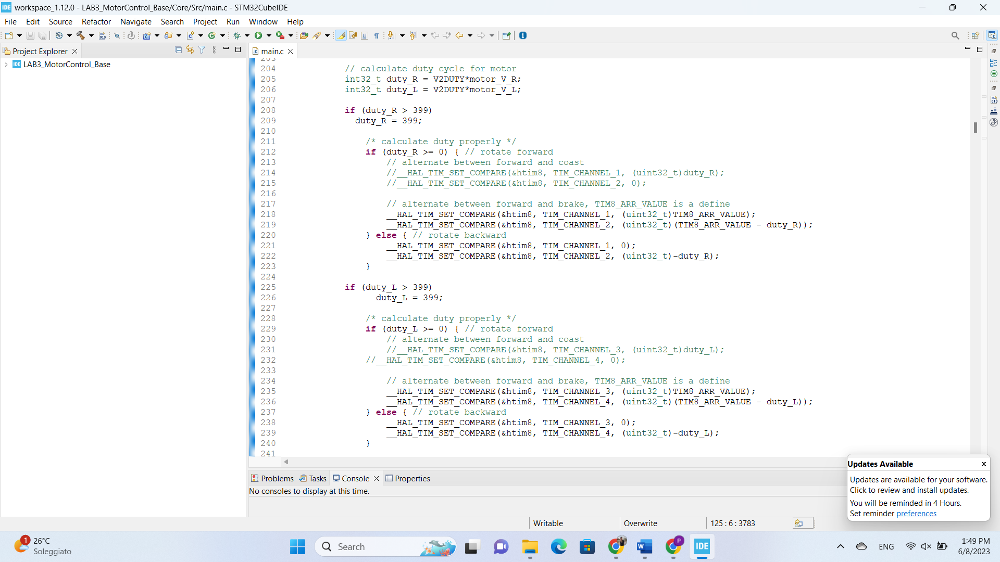 IDE workspace_1.12.0 - LAB3_MotorControl_Base/Core/Src/main.c - STM32CubeIDE
File Edit Source Refactor Navigate Search Project Run Window Help
Project Explorer
main.c
IDE LAB3_MotorControl_Base
203
204 // calculate duty cycle for motor
205 int32_t duty_R = V2DUTY*motor_V_R;
206 int32_t duty_L = V2DUTY*motor_V_L;
207
208 if (duty_R > 399)
209 duty_R = 399;
210
211 /* calculate duty properly */
212 if (duty_R >= 0) { // rotate forward
213 // alternate between forward and coast
214 //__HAL_TIM_SET_COMPARE(&htim8, TIM_CHANNEL_1, (uint32_t)duty_R);
215 //__HAL_TIM_SET_COMPARE(&htim8, TIM_CHANNEL_2, 0);
216
217 // alternate between forward and brake, TIM8_ARR_VALUE is a define
218 __HAL_TIM_SET_COMPARE(&htim8, TIM_CHANNEL_1, (uint32_t)TIM8_ARR_VALUE);
219 __HAL_TIM_SET_COMPARE(&htim8, TIM_CHANNEL_2, (uint32_t)(TIM8_ARR_VALUE - duty_R));
220 } else { // rotate backward
221 __HAL_TIM_SET_COMPARE(&htim8, TIM_CHANNEL_1, 0);
222 __HAL_TIM_SET_COMPARE(&htim8, TIM_CHANNEL_2, (uint32_t)-duty_R);
223 }
224
225 if (duty_L > 399)
226 duty_L = 399;
227
228 /* calculate duty properly */
229 if (duty_L >= 0) { // rotate forward
230 // alternate between forward and coast
231 //__HAL_TIM_SET_COMPARE(&htim8, TIM_CHANNEL_3, (uint32_t)duty_L);
232 //__HAL_TIM_SET_COMPARE(&htim8, TIM_CHANNEL_4, 0);
233
234 // alternate between forward and brake, TIM8_ARR_VALUE is a define
235 __HAL_TIM_SET_COMPARE(&htim8, TIM_CHANNEL_3, (uint32_t)TIM8_ARR_VALUE);
236 __HAL_TIM_SET_COMPARE(&htim8, TIM_CHANNEL_4, (uint32_t)(TIM8_ARR_VALUE - duty_L));
237 } else { // rotate backward
238 __HAL_TIM_SET_COMPARE(&htim8, TIM_CHANNEL_3, 0);
239 __HAL_TIM_SET_COMPARE(&htim8, TIM_CHANNEL_4, (uint32_t)-duty_L);
240 }
241
Problems Tasks Console Properties
No consoles to display at this time.
Updates Available
Updates are available for your software.
Click to review and install updates.
You will be reminded in 4 Hours.
Set reminder preferences
Writable Overwrite 125 : 6 : 3783
1 26°C
Soleggiato
Search
W
P
IDE
ENG
1:49 PM
6/8/2023